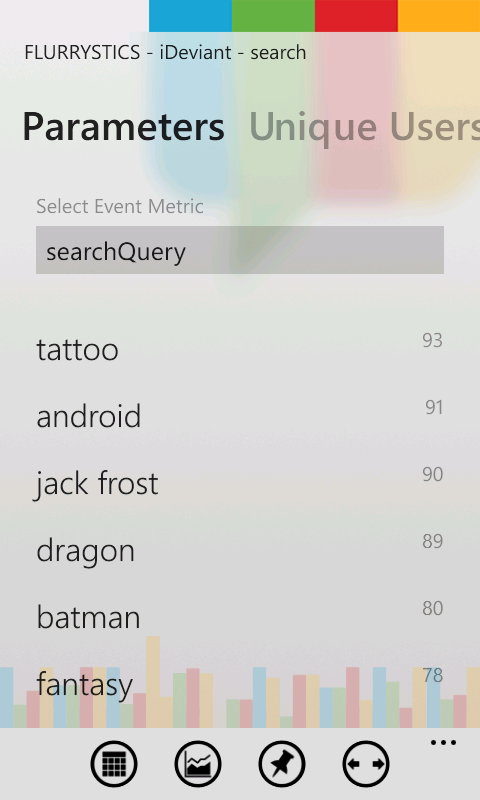 FLURRYSTICS - iDeviant - search
Parameters Unique Users
Select Event Metric
searchQuery
tattoo 93
android 91
jack frost 90
dragon 89
batman 80
fantasy 78